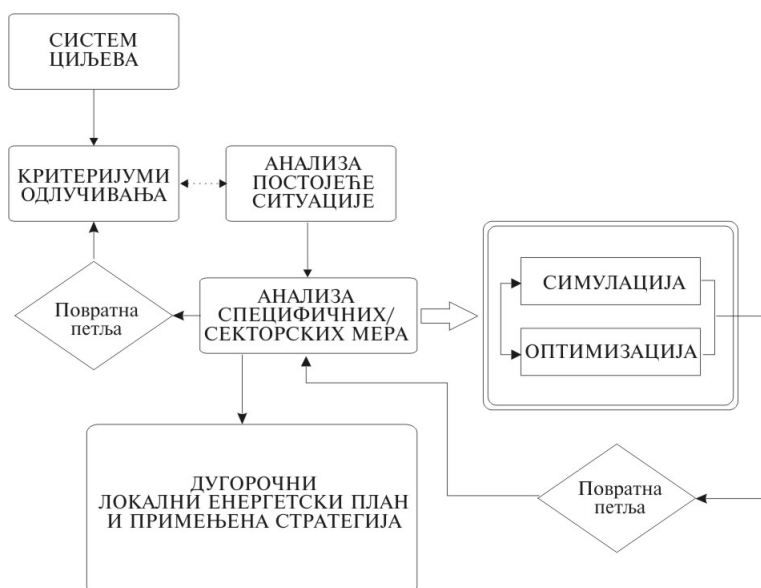 СИСТЕМ
ЦИЉЕВА
КРИТЕРИЈУМИ
ОДЛУЧИВАЊА
АНАЛИЗА
ПОСТОЈЕЋЕ
СИТУАЦИЈЕ
Повратна
петља
АНАЛИЗА
СПЕЦИФИЧНИХ/
СЕКТОРСКИХ МЕРА
СИМУЛАЦИЈА
ОПТИМИЗАЦИЈА
ДУГОРОЧНИ
ЛОКАЛНИ ЕНЕРГЕТСКИ ПЛАН
И ПРИМЕЊЕНА СТРАТЕГИЈА
Повратна
петља